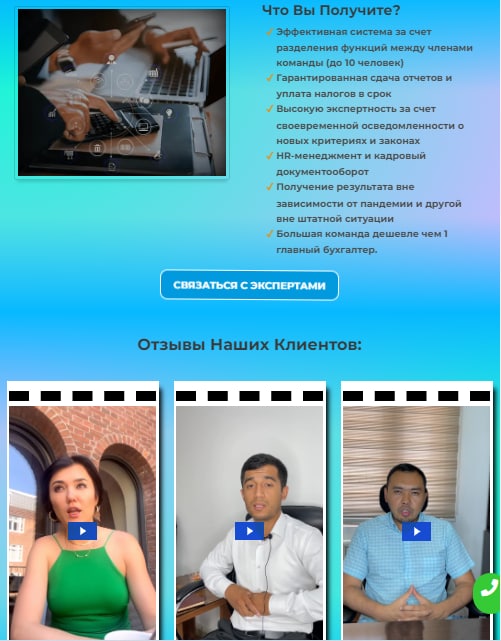 Что Вы Получите?
Эффективная система за счет
разделения функций между членами
команды (до 10 человек)
Гарантированная сдача отчетов и
уплата налогов в срок
Высокую экспертность за счет
своевременной осведомленности о
новых критериях и законах
HR-менеджмент и кадровый
документооборот
Получение результата вне
зависимости от пандемии и другой
вне штатной ситуации
Большая команда дешевле чем 1
главный бухгалтер.
СВЯЗАТЬСЯ С ЭКСПЕРТАМИ
Отзывы Наших Клиентов: